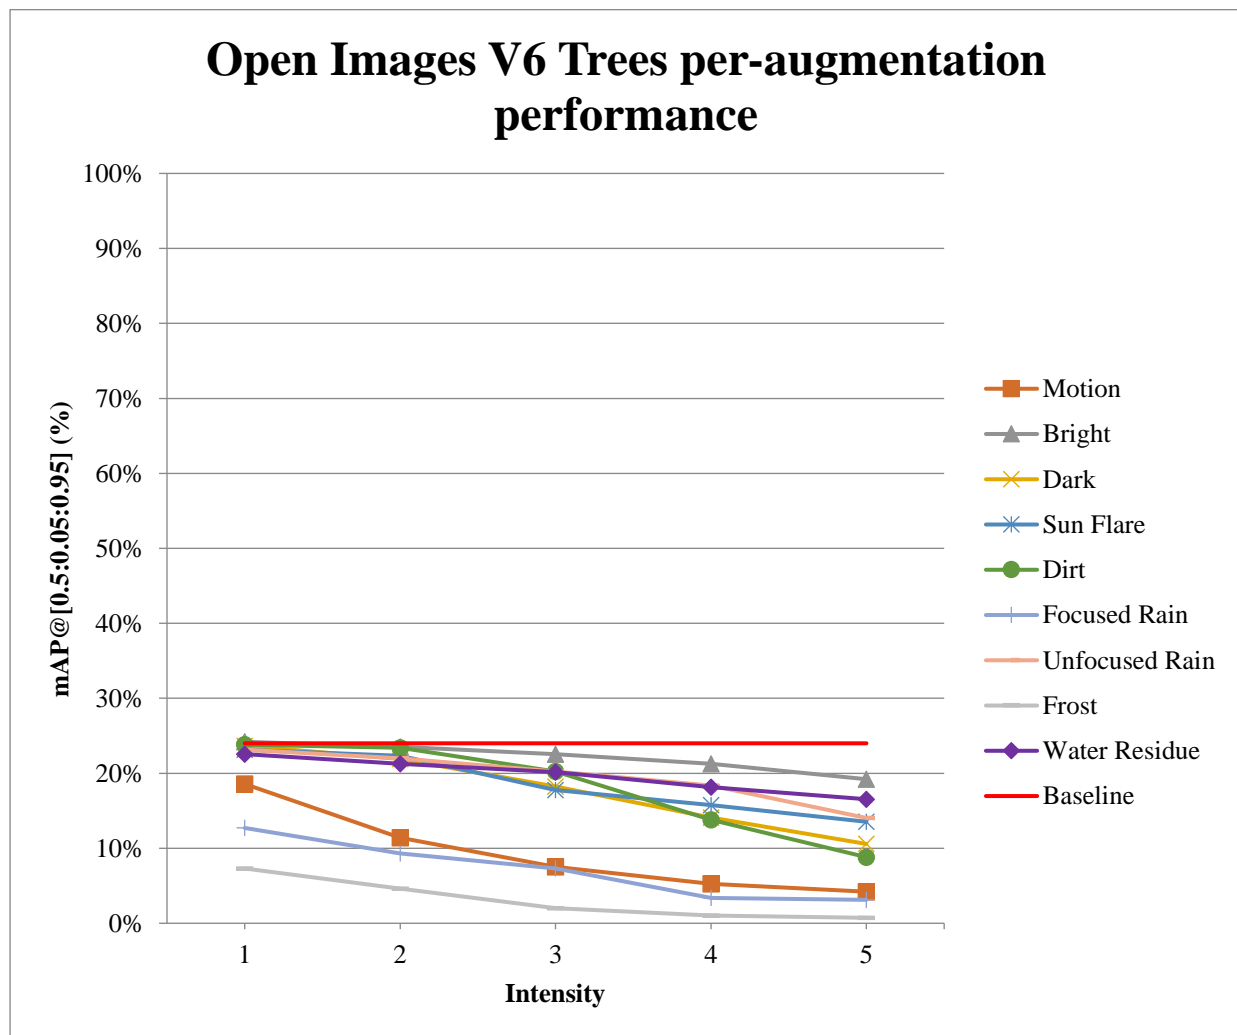 Open Images V6 Trees per-augmentation
performance
100%
90%
80%
70%
60%
50%
40%
30%
20%
10%
0%
mAP@[0.5:0.05:0.95] (%)
1 2 3 4 5
Intensity
Motion
Bright
Dark
Sun Flare
Dirt
Focused Rain
Unfocused Rain
Frost
Water Residue
Baseline